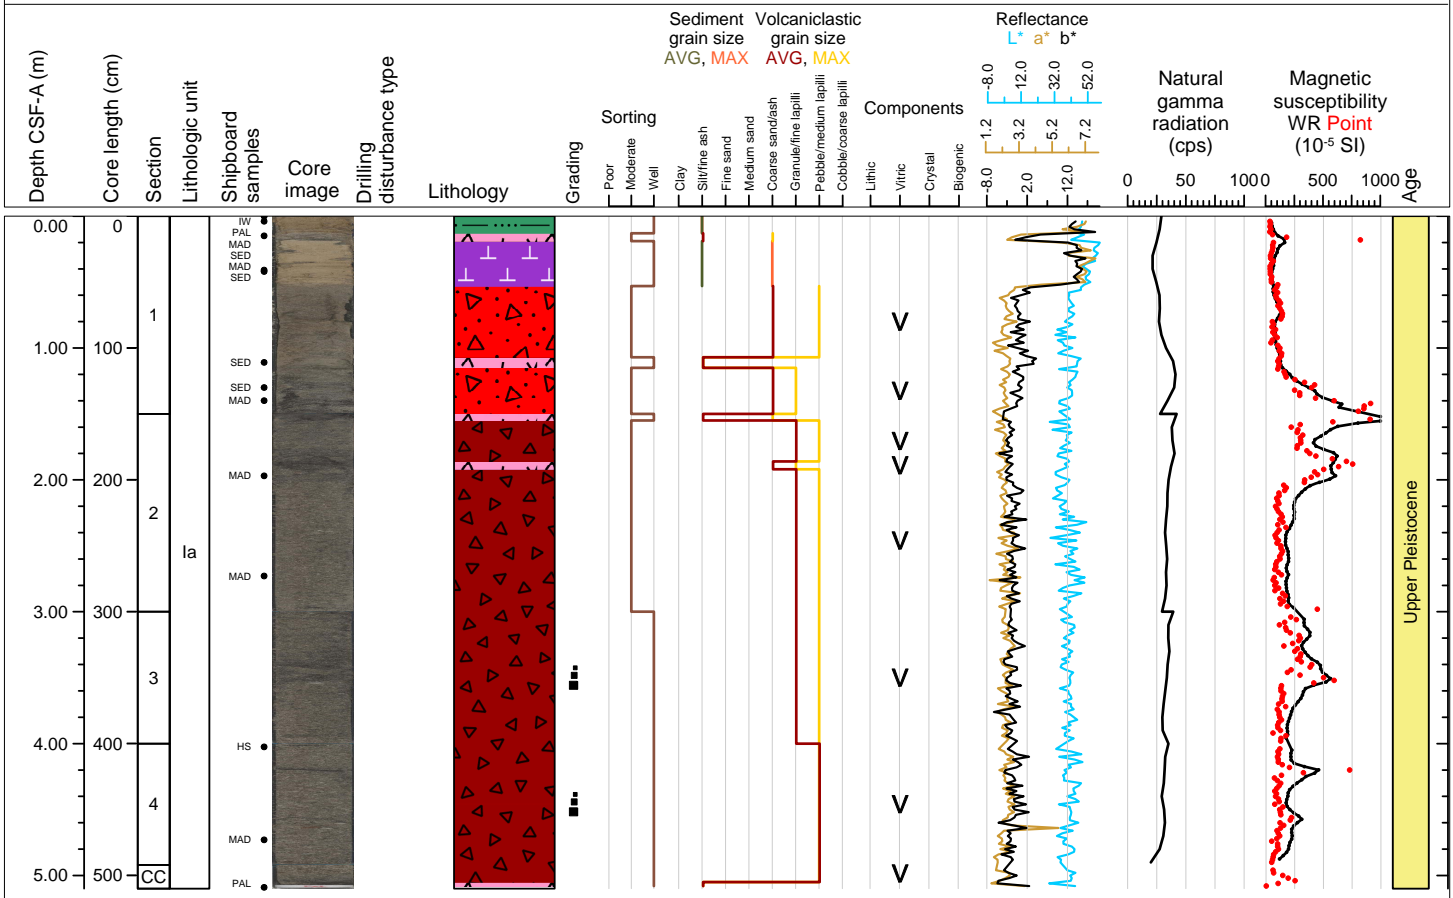 Depth CSF-A (m)
Core length (cm)
Section
Lithologic unit
Shipboard
samples
Core
image
Drilling
disturbance type
Lithology
Grading
Sorting
Poor
Moderate
Well
Sediment
grain size
AVG, MAX
Volcaniclastic
grain size
AVG, MAX
Clay
Silt/fine ash
Fine sand
Medium sand
Coarse sand/ash
Granule/fine lapilli
Pebble/medium lapilli
Cobble/coarse lapilli
Components
Lithic
Vitric
Crystal
Biogenic
Reflectance
L* a* b*
-8.0 12.0 32.0 52.0
1.2 3.2 5.2 7.2
-8.0 2.0 12.0
Natural
gamma
radiation
(cps)
0 50 100
Magnetic
susceptibility
WR Point
(10-5 SI)
0 500 1000
Age
0.00
1.00
2.00
3.00
4.00
5.00
0
100
200
300
400
500
1
2
3
4
CC
Ia
IW
PAL
MAD
SED
MAD
SED
SED
SED
MAD
MAD
MAD
HS
MAD
PAL
V
V
V
V
V
V
V
V
Upper Pleistocene